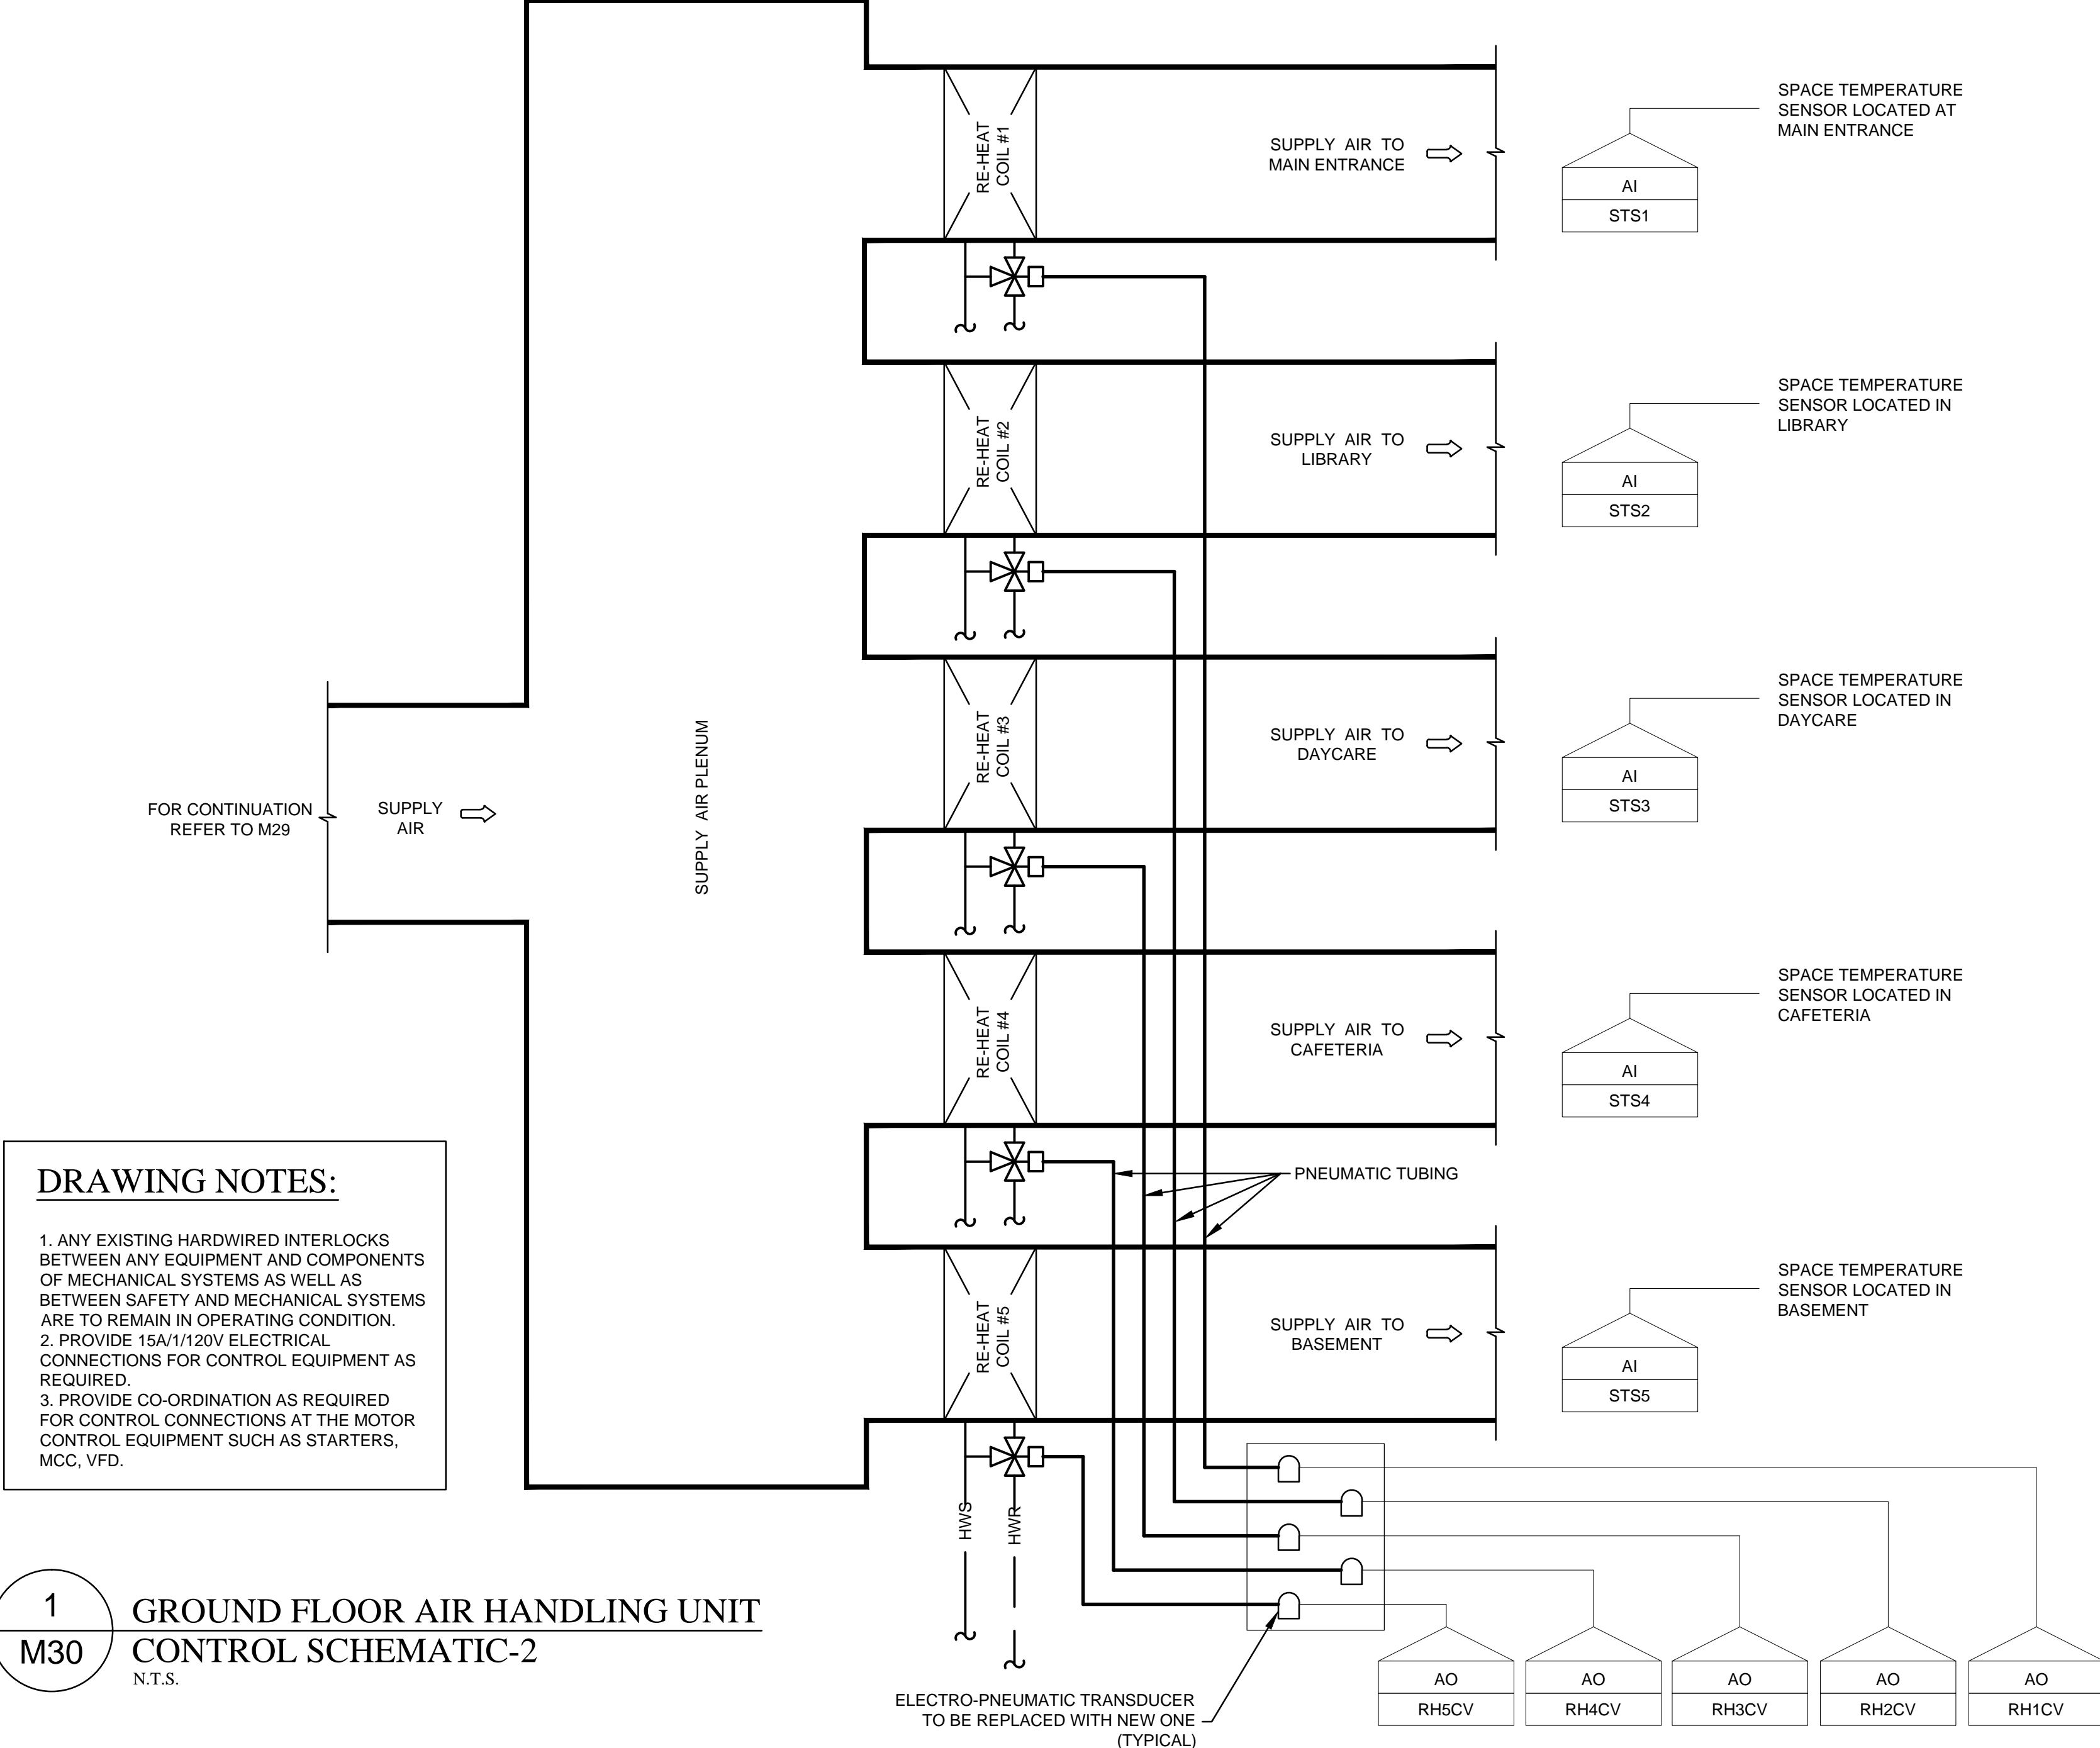 SPACE TEMPERATURE
SENSOR LOCATED AT
MAIN ENTRANCE
RE-HEAT
COIL #1
SUPPLY AIR TO
MAIN ENTRANCE
AI
STS1
SPACE TEMPERATURE
SENSOR LOCATED IN
LIBRARY
RE-HEAT
COIL #2
SUPPLY AIR TO
LIBRARY
AI
STS2
SPACE TEMPERATURE
SENSOR LOCATED IN
DAYCARE
RE-HEAT
COIL #3
SUPPLY AIR TO
DAYCARE
AI
STS3
FOR CONTINUATION
REFER TO M29
SUPPLY
AIR
SUPPLY AIR PLENUM
SPACE TEMPERATURE
SENSOR LOCATED IN
CAFETERIA
RE-HEAT
COIL #4
SUPPLY AIR TO
CAFETERIA
AI
STS4
PNEUMATIC TUBING
SPACE TEMPERATURE
SENSOR LOCATED IN
BASEMENT
RE-HEAT
COIL #5
SUPPLY AIR TO
BASEMENT
AI
STS5
DRAWING NOTES:
1. ANY EXISTING HARDWIRED INTERLOCKS
BETWEEN ANY EQUIPMENT AND COMPONENTS
OF MECHANICAL SYSTEMS AS WELL AS
BETWEEN SAFETY AND MECHANICAL SYSTEMS
ARE TO REMAIN IN OPERATING CONDITION.
2. PROVIDE 15A/1/120V ELECTRICAL
CONNECTIONS FOR CONTROL EQUIPMENT AS
REQUIRED.
3. PROVIDE CO-ORDINATION AS REQUIRED
FOR CONTROL CONNECTIONS AT THE MOTOR
CONTROL EQUIPMENT SUCH AS STARTERS,
MCC, VFD.
HWS
HWR
1
M30
GROUND FLOOR AIR HANDLING UNIT
CONTROL SCHEMATIC-2
N.T.S.
ELECTRO-PNEUMATIC TRANSDUCER
TO BE REPLACED WITH NEW ONE
(TYPICAL)
AO
RH5CV
AO
RH4CV
AO
RH3CV
AO
RH2CV
AO
RH1CV